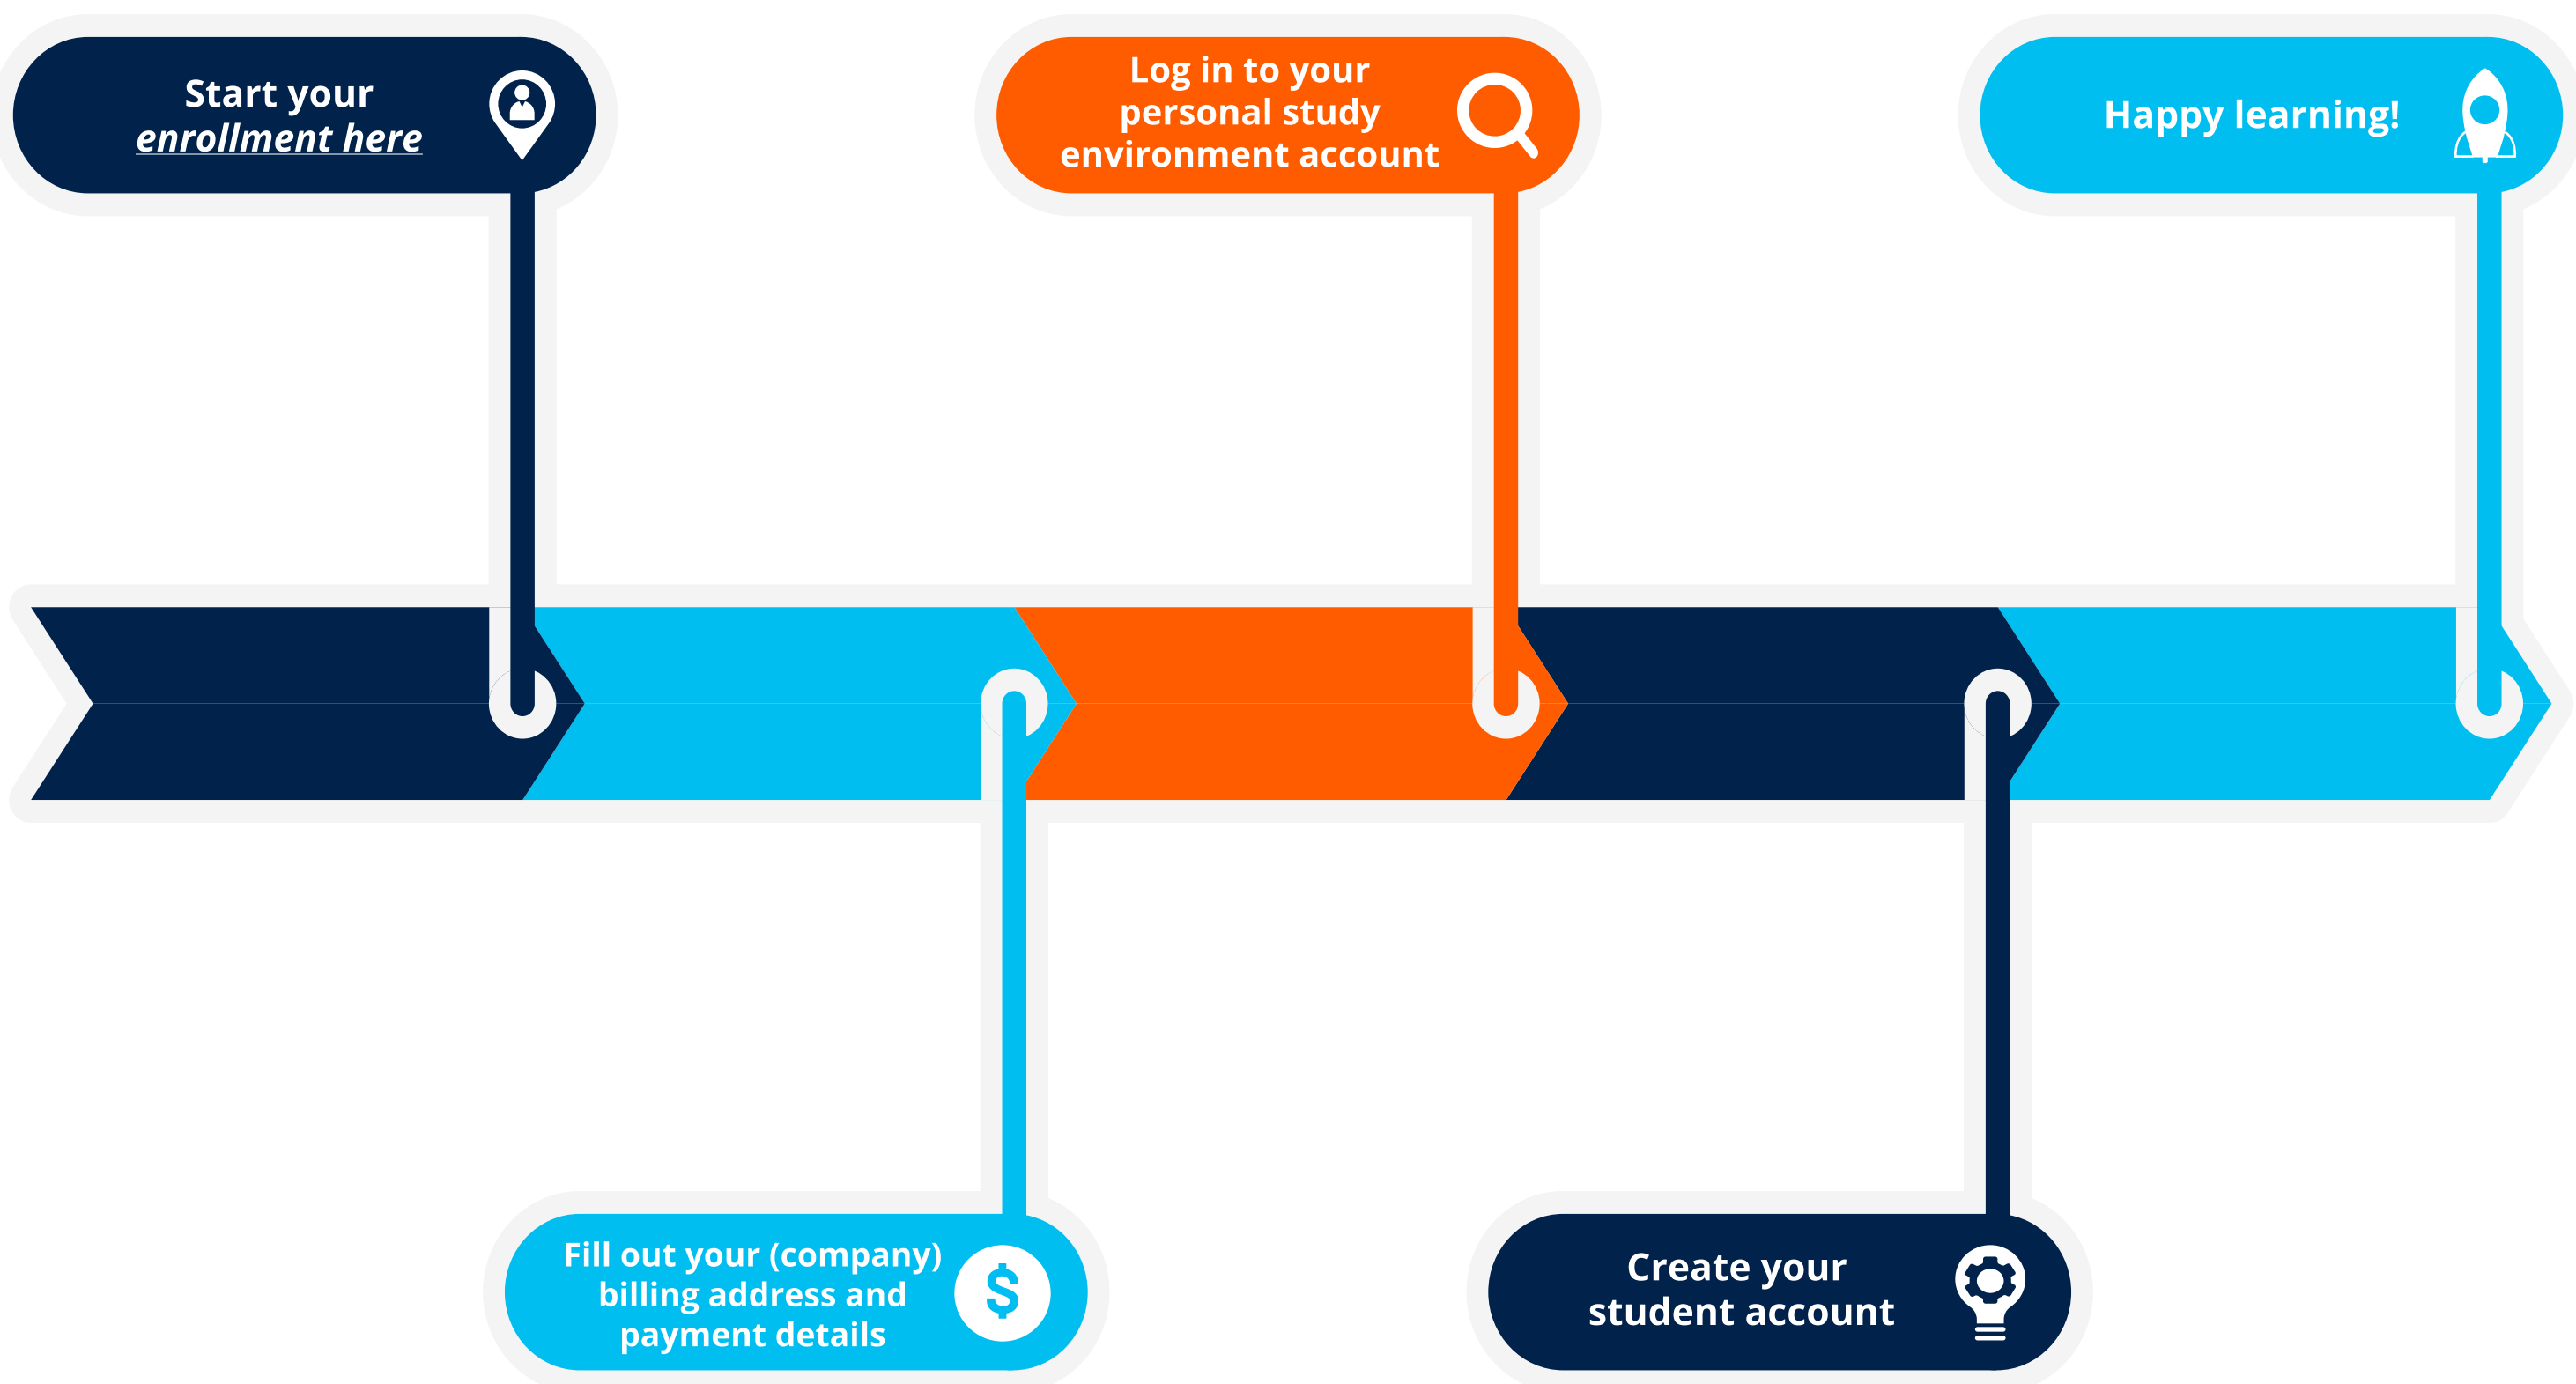 Start your
enrollment here
Log in to your
personal study
environment account
Happy learning!
Fill out your (company)
billing address and
payment details
$
Create your
student account